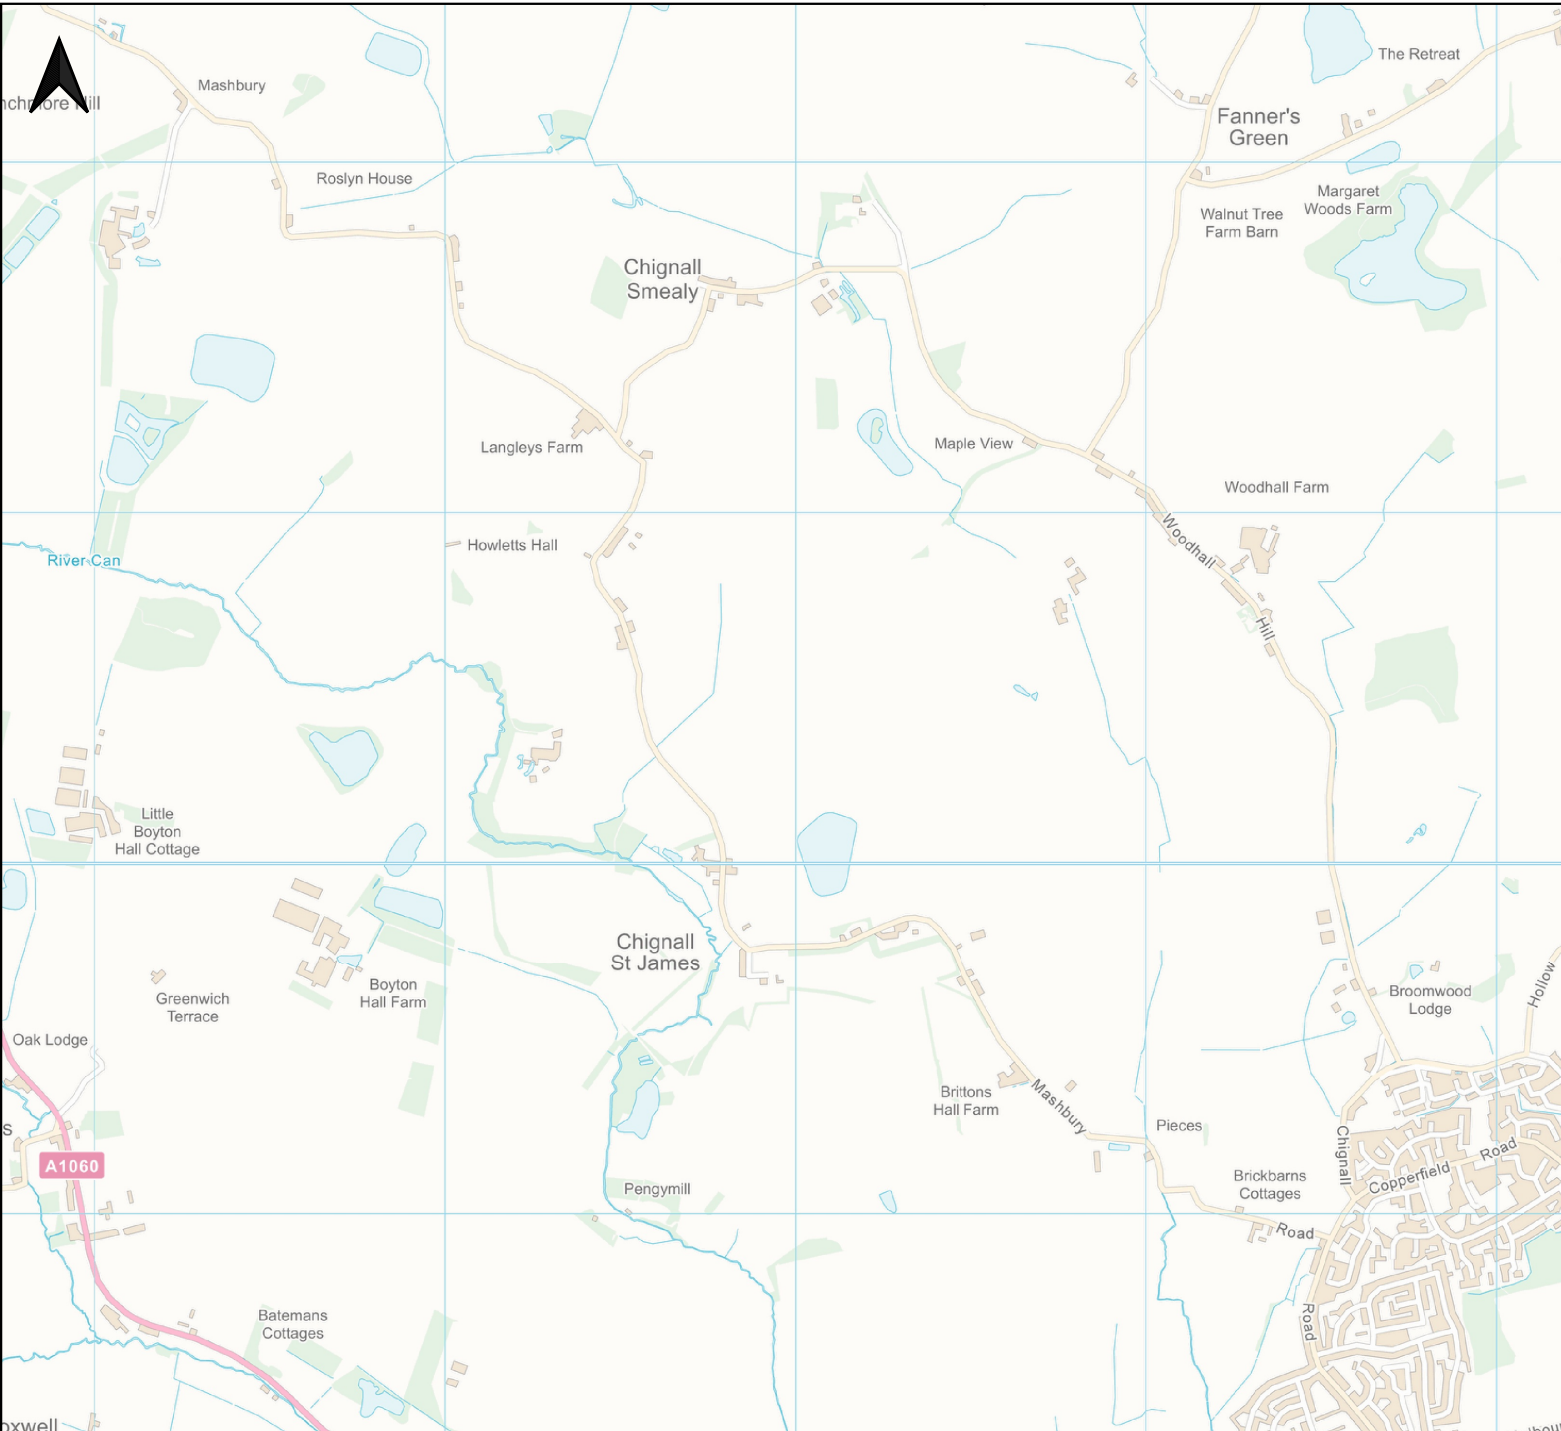 The Retreat
Mashbury
Fanner's
Green
Roslyn House
Margaret
Woods Farm
Walnut Tree
Farm Barn
Chignall
Smealy
Langleys Farm
Maple View
Woodhall Farm
Howletts Hall
Woodhall
Hill
River Can
Little
Boyton
Hall Cottage
Chignall
St James
Boyton
Hall Farm
Greenwich
Terrace
Broomwood
Lodge
Hollow
Oak Lodge
Brittons
Hall Farm
Mashbury
Road
Pieces
Chignall
Road
Copperfield
Road
A1060
Brickbarns
Cottages
Pengymill
Batemans
Cottages